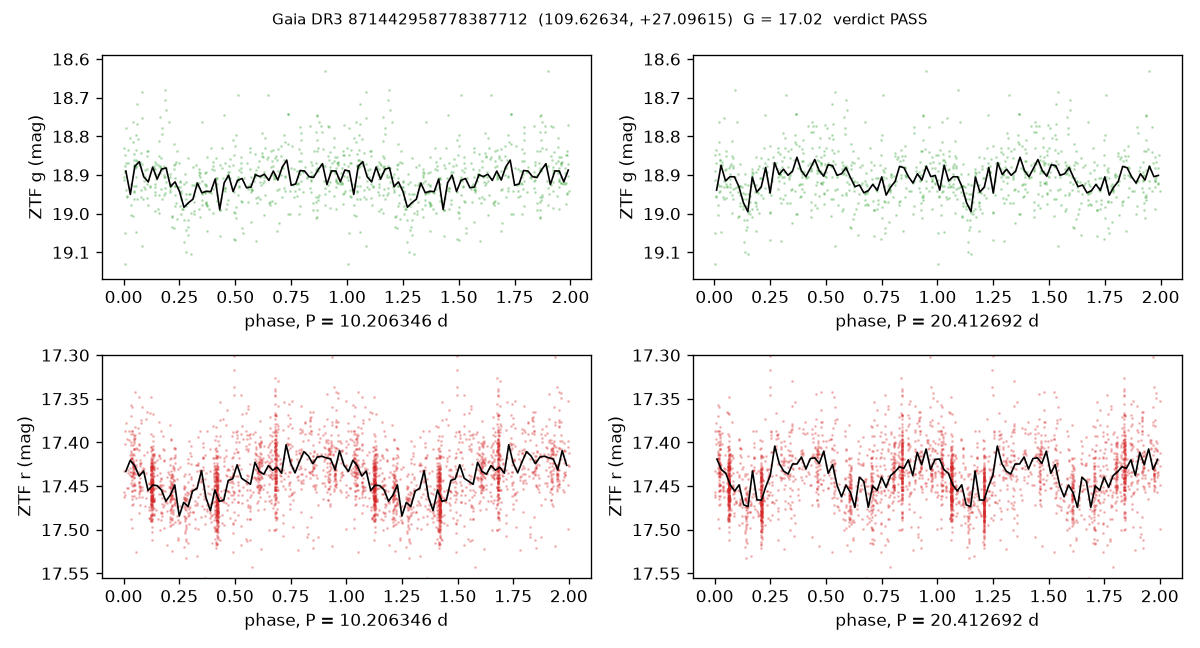 Gaia DR3 871442958778387712 (109.62634, +27.09615) G = 17.02 verdict PASS
ZTF g (mag)
18.6
18.7
18.8
18.9
19.0
19.1
0.00 0.25 0.50 0.75 1.00 1.25 1.50 1.75 2.00
phase, P = 10.206346 d
ZTF g (mag)
18.6
18.7
18.8
18.9
19.0
19.1
0.00 0.25 0.50 0.75 1.00 1.25 1.50 1.75 2.00
phase, P = 20.412692 d
ZTF r (mag)
17.30
17.35
17.40
17.45
17.50
17.55
0.00 0.25 0.50 0.75 1.00 1.25 1.50 1.75 2.00
phase, P = 10.206346 d
ZTF r (mag)
17.30
17.35
17.40
17.45
17.50
17.55
0.00 0.25 0.50 0.75 1.00 1.25 1.50 1.75 2.00
phase, P = 20.412692 d